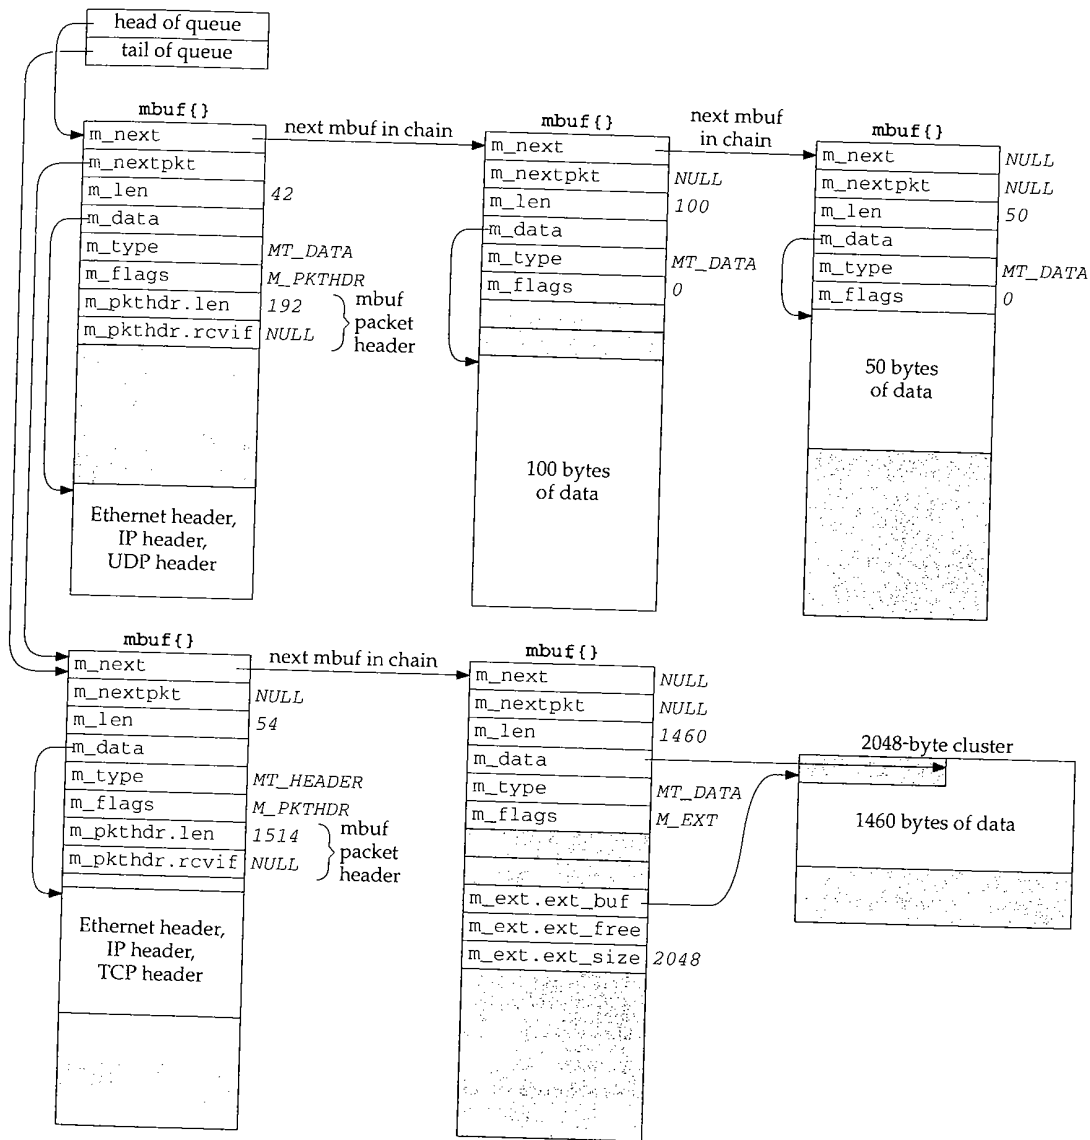 head of queue
tail of queue
mbuf{}
m_next
m_nextpkt
m_len 42
m_data
m_type MT_DATA
m_flags M_PKTHDR
m_pkthdr.len 192
m_pkthdr.rcvif NULL
mbuf
packet
header
Ethernet header,
IP header,
UDP header
next mbuf in chain
mbuf{}
m_next
m_nextpkt NULL
m_len 100
m_data
m_type MT_DATA
m_flags 0
100 bytes
of data
next mbuf
in chain
mbuf{}
m_next NULL
m_nextpkt NULL
m_len 50
m_data
m_type MT_DATA
m_flags 0
50 bytes
of data
mbuf{}
m_next
m_nextpkt NULL
m_len 54
m_data
m_type MT_HEADER
m_flags M_PKTHDR
m_pkthdr.len 1514
m_pkthdr.rcvif NULL
mbuf
packet
header
Ethernet header,
IP header,
TCP header
next mbuf in chain
mbuf{}
m_next NULL
m_nextpkt NULL
m_len 1460
m_data
m_type MT_DATA
m_flags M_EXT
m_ext.ext_buf
m_ext.ext_free
m_ext.ext_size 2048
2048-byte cluster
1460 bytes of data